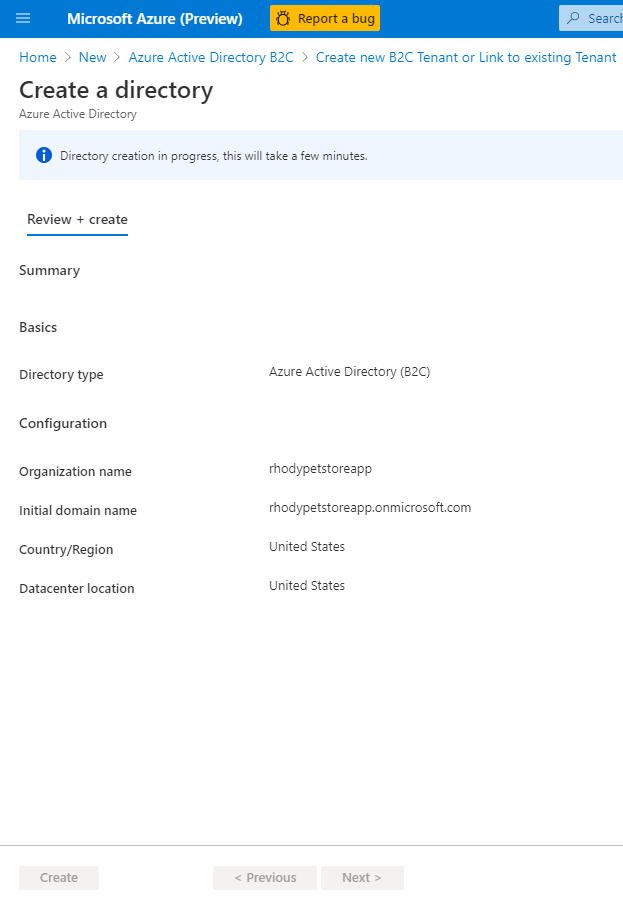 Microsoft Azure (Preview) Report a bug Search
Home > New > Azure Active Directory B2C > Create new B2C Tenant or Link to existing Tenant
Create a directory
Azure Active Directory
Directory creation in progress, this will take a few minutes.
Review + create
Summary
Basics
Directory type Azure Active Directory (B2C)
Configuration
Organization name rhodypetstoreapp
Initial domain name rhodypetstoreapp.onmicrosoft.com
Country/Region United States
Datacenter location United States
Create < Previous Next >